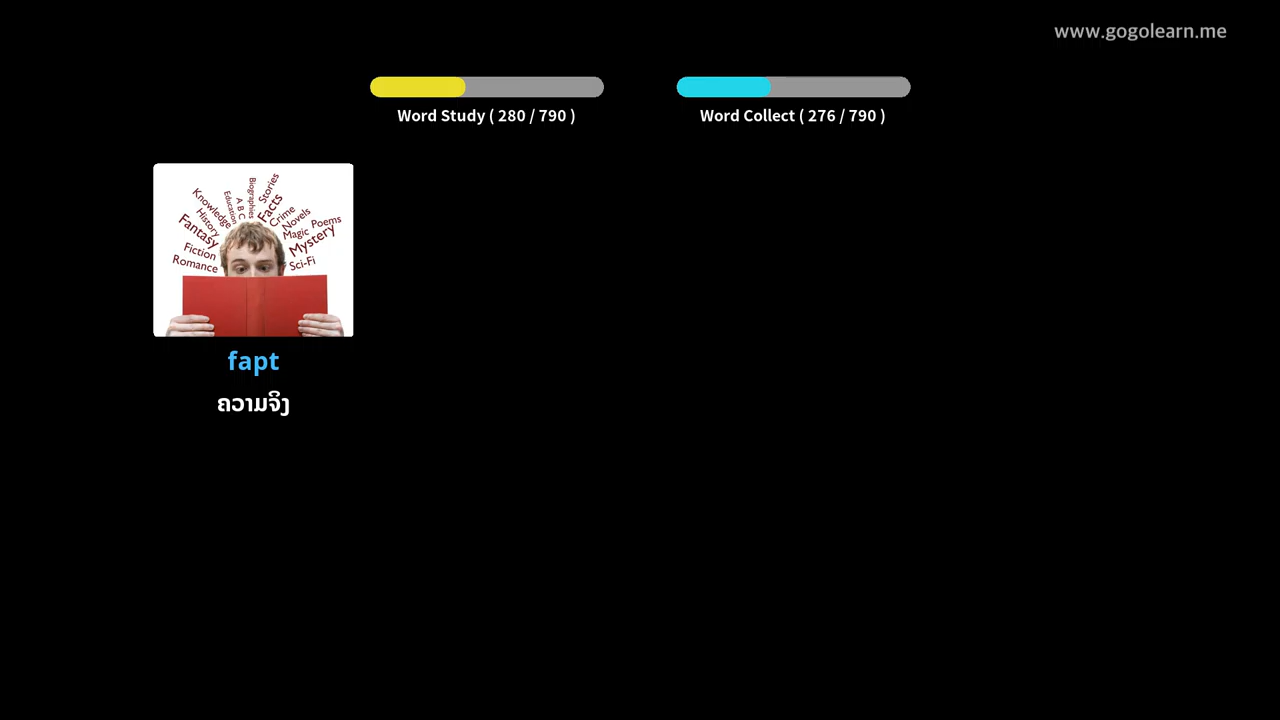 www.gogolearn.me
Word Study ( 280 / 790 )
Word Collect ( 276 / 790 )
Knowledge
History
Fantasy
Fiction
Romance
Education
A B C
Biographies
Stories
Facts
Crime
Novels
Magic
Poems
Mystery
Sci-Fi
fapt
ຄວາມຈິງ